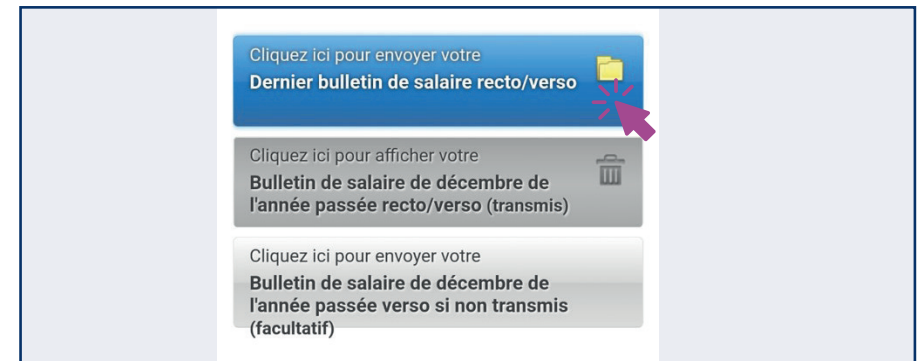 Cliquez ici pour envoyer votre
Dernier bulletin de salaire recto/verso
Cliquez ici pour afficher votre
Bulletin de salaire de décembre de
l'année passée recto/verso (transmis)
Cliquez ici pour envoyer votre
Bulletin de salaire de décembre de
l'année passée verso si non transmis
(facultatif)